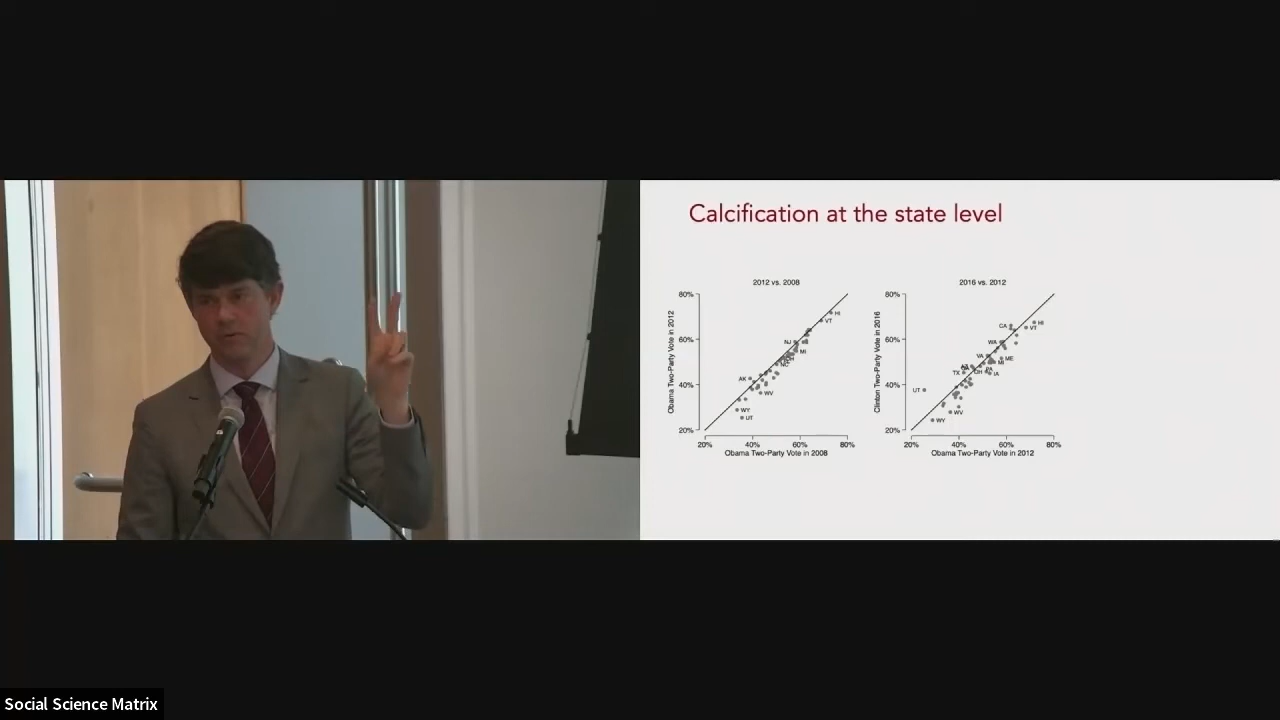 Calcification at the state level
2012 vs. 2008
80%
60%
40%
20%
Obama Two-Party Vote in 2012
HI
VT
NJ
MI
NC
AK
WV
WY
UT
20%
40%
60%
80%
Obama Two-Party Vote in 2008
2016 vs. 2012
80%
60%
40%
20%
Clinton Two-Party Vote in 2016
CA
HI
VT
WA
VA
ME
MI
TX
OH
PA
IA
UT
WV
WY
20%
40%
60%
80%
Obama Two-Party Vote in 2012
Social Science Matrix